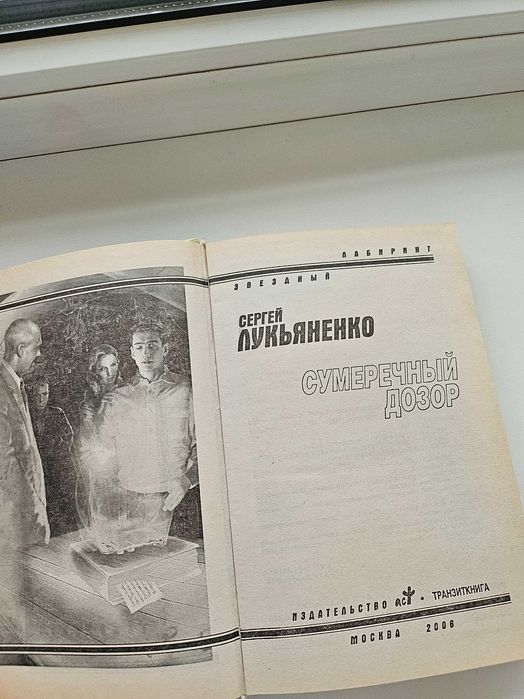 ЗВЕЗДНЫЙ ЛАБИРИНТ
СЕРГЕЙ
ЛУКЬЯНЕНКО
СУМЕРЕЧНЫЙ
ДОЗОР
ИЗДАТЕЛЬСТВО АСТ • ТРАНЗИТКНИГА
МОСКВА 2006